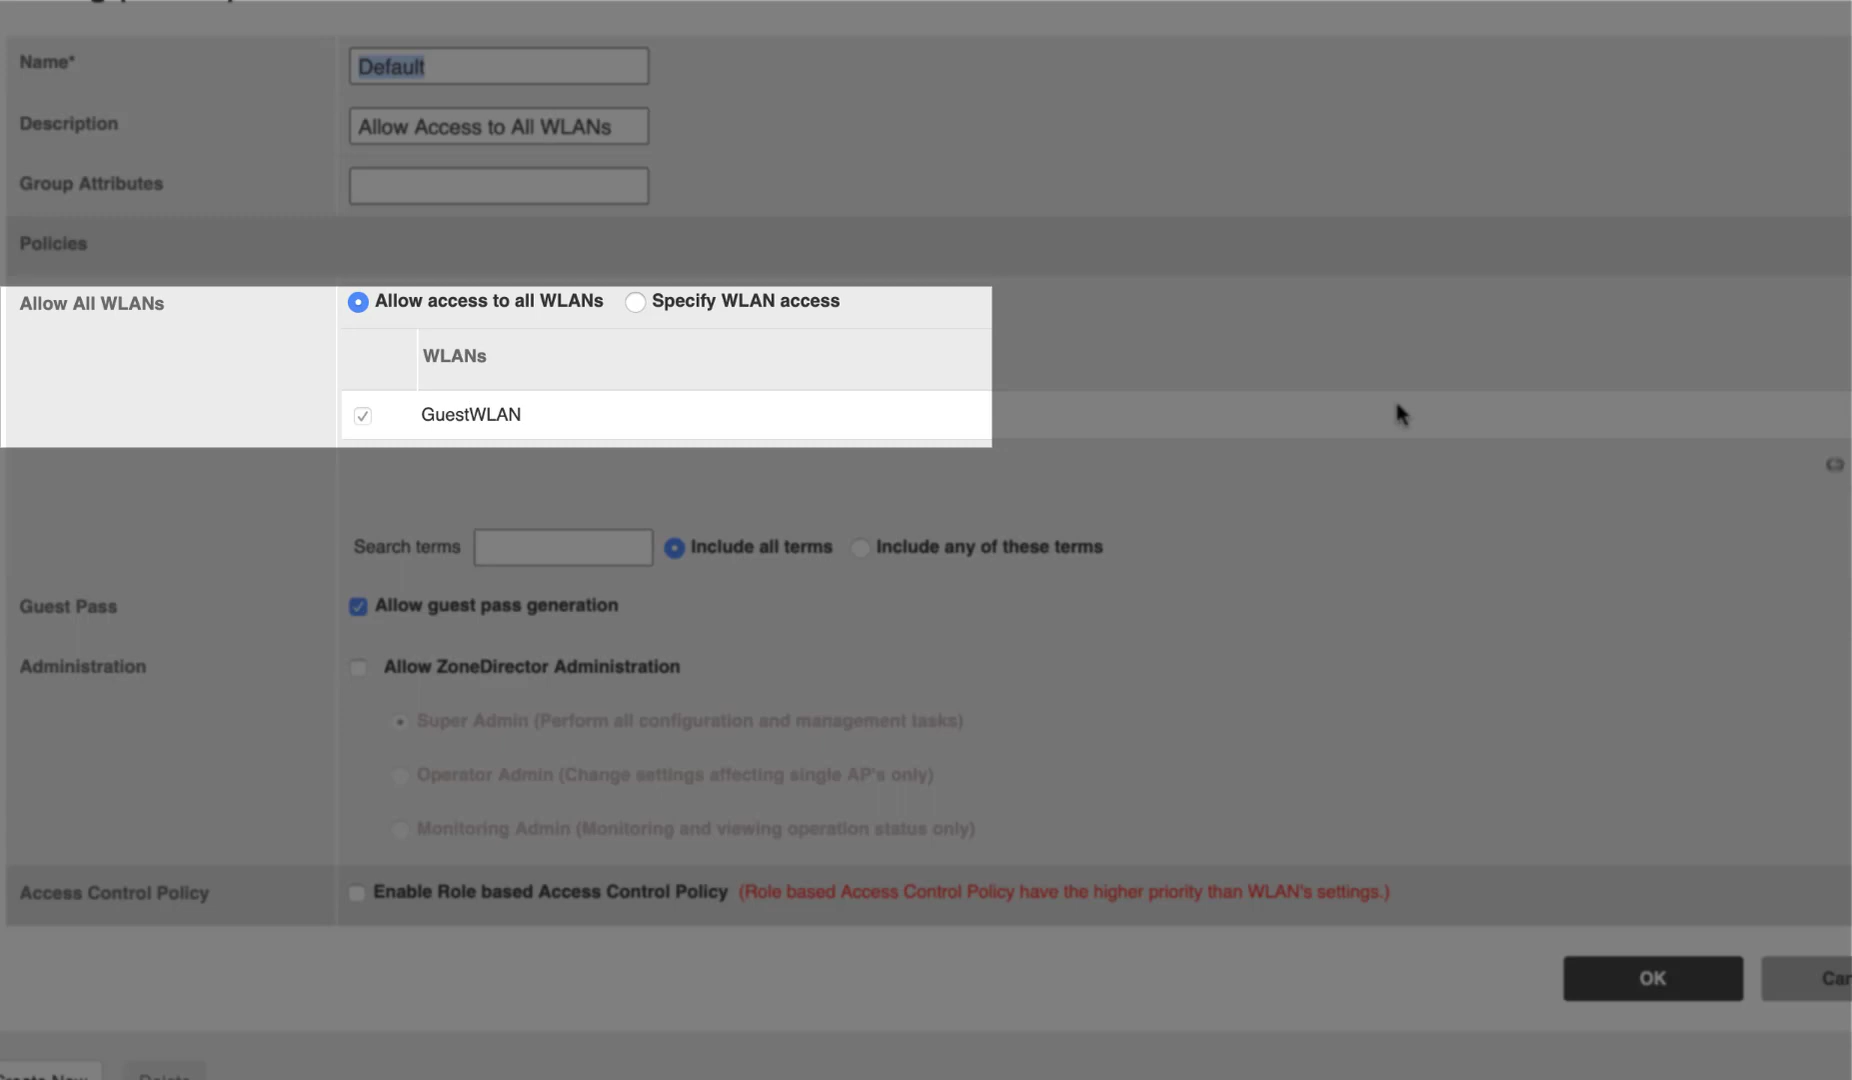 Name*
Default
Description
Allow Access to All WLANs
Group Attributes
Policies
Allow All WLANs
Allow access to all WLANs Specify WLAN access
WLANs
GuestWLAN
Search terms Include all terms Include any of these terms
Guest Pass
Allow guest pass generation
Administration
Allow ZoneDirector Administration
Super Admin (Perform all configuration and management tasks)
Operator Admin (Change settings affecting single AP's only)
Monitoring Admin (Monitoring and viewing operation status only)
Access Control Policy
Enable Role based Access Control Policy (Role based Access Control Policy have the higher priority than WLAN's settings.)
OK Can